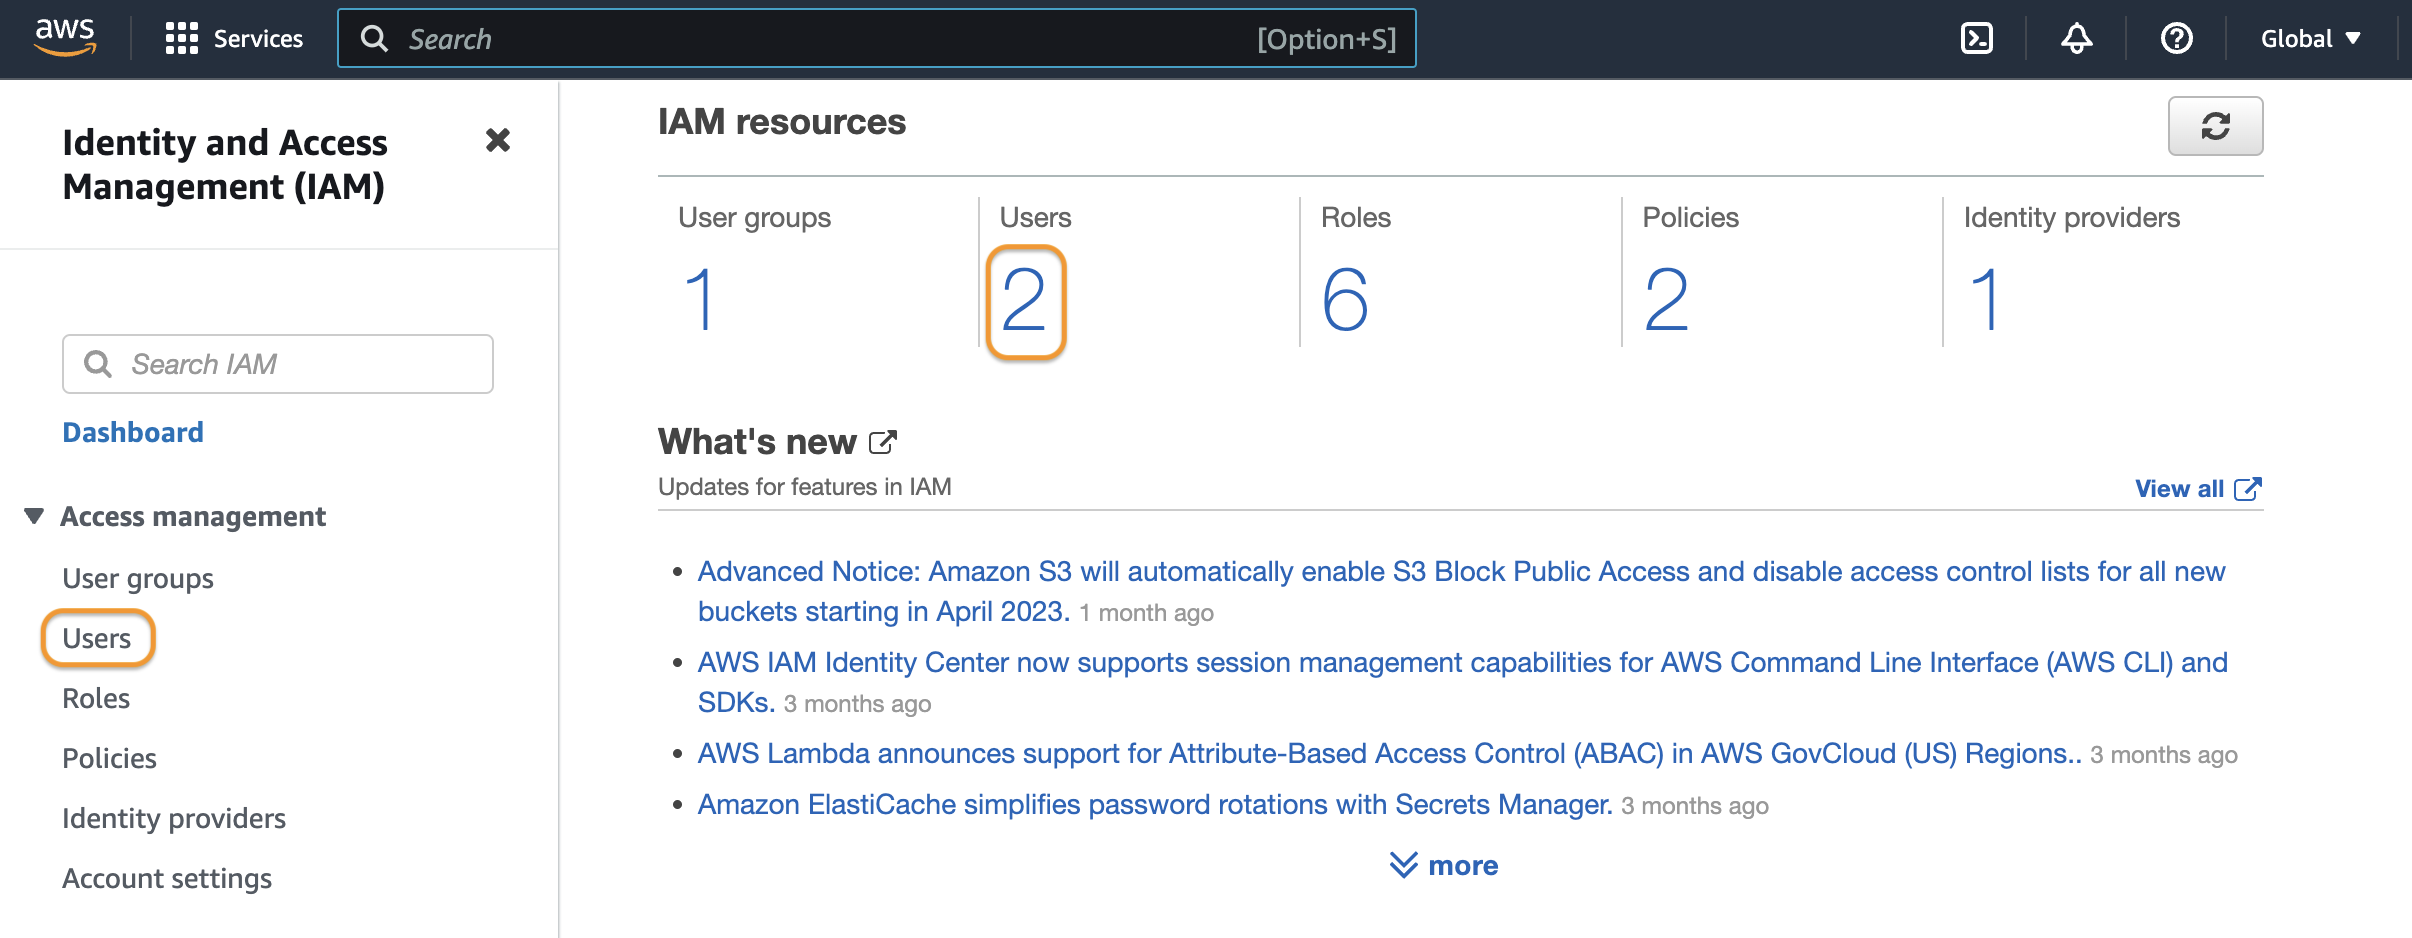 aws
Services
Search [Option+S]
Global
Identity and Access
Management (IAM)
Search IAM
Dashboard
Access management
User groups
Users
Roles
Policies
Identity providers
Account settings
IAM resources
User groups Users Roles Policies Identity providers
1 2 6 2 1
What's new
Updates for features in IAM
View all
Advanced Notice: Amazon S3 will automatically enable S3 Block Public Access and disable access control lists for all new
buckets starting in April 2023. 1 month ago
AWS IAM Identity Center now supports session management capabilities for AWS Command Line Interface (AWS CLI) and
SDKs. 3 months ago
AWS Lambda announces support for Attribute-Based Access Control (ABAC) in AWS GovCloud (US) Regions.. 3 months ago
Amazon ElastiCache simplifies password rotations with Secrets Manager. 3 months ago
more